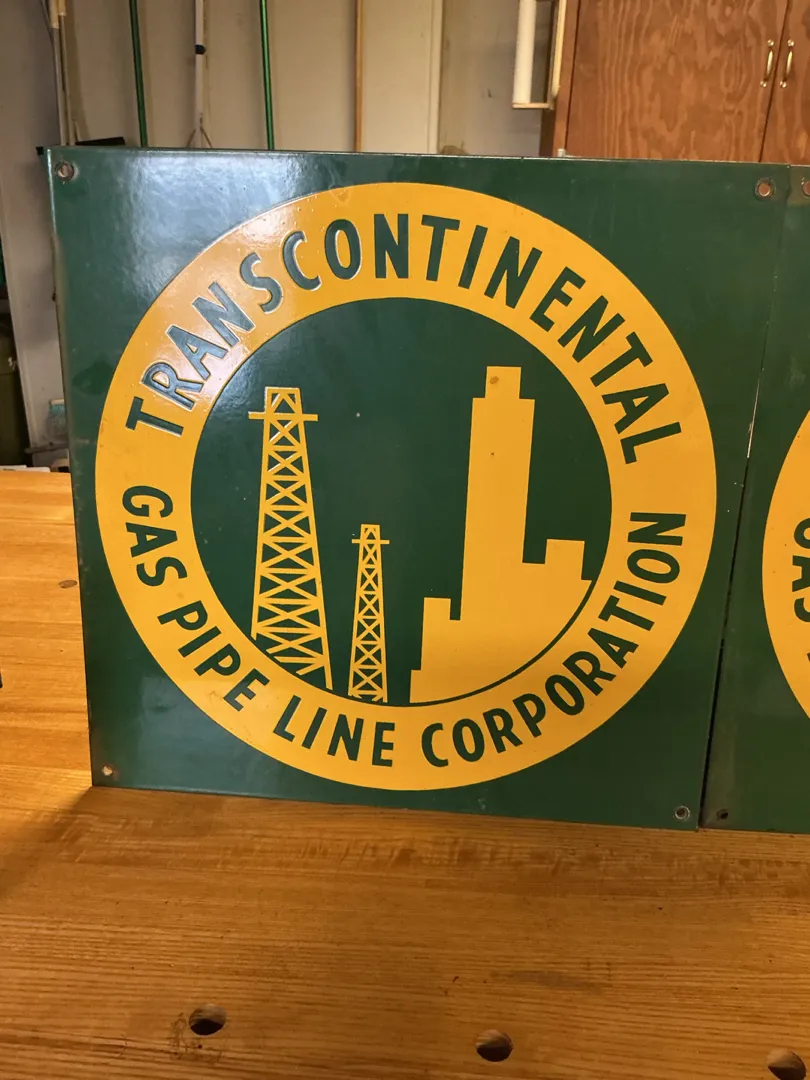 TRANSCONTINENTAL
GAS PIPE LINE CORPORATION